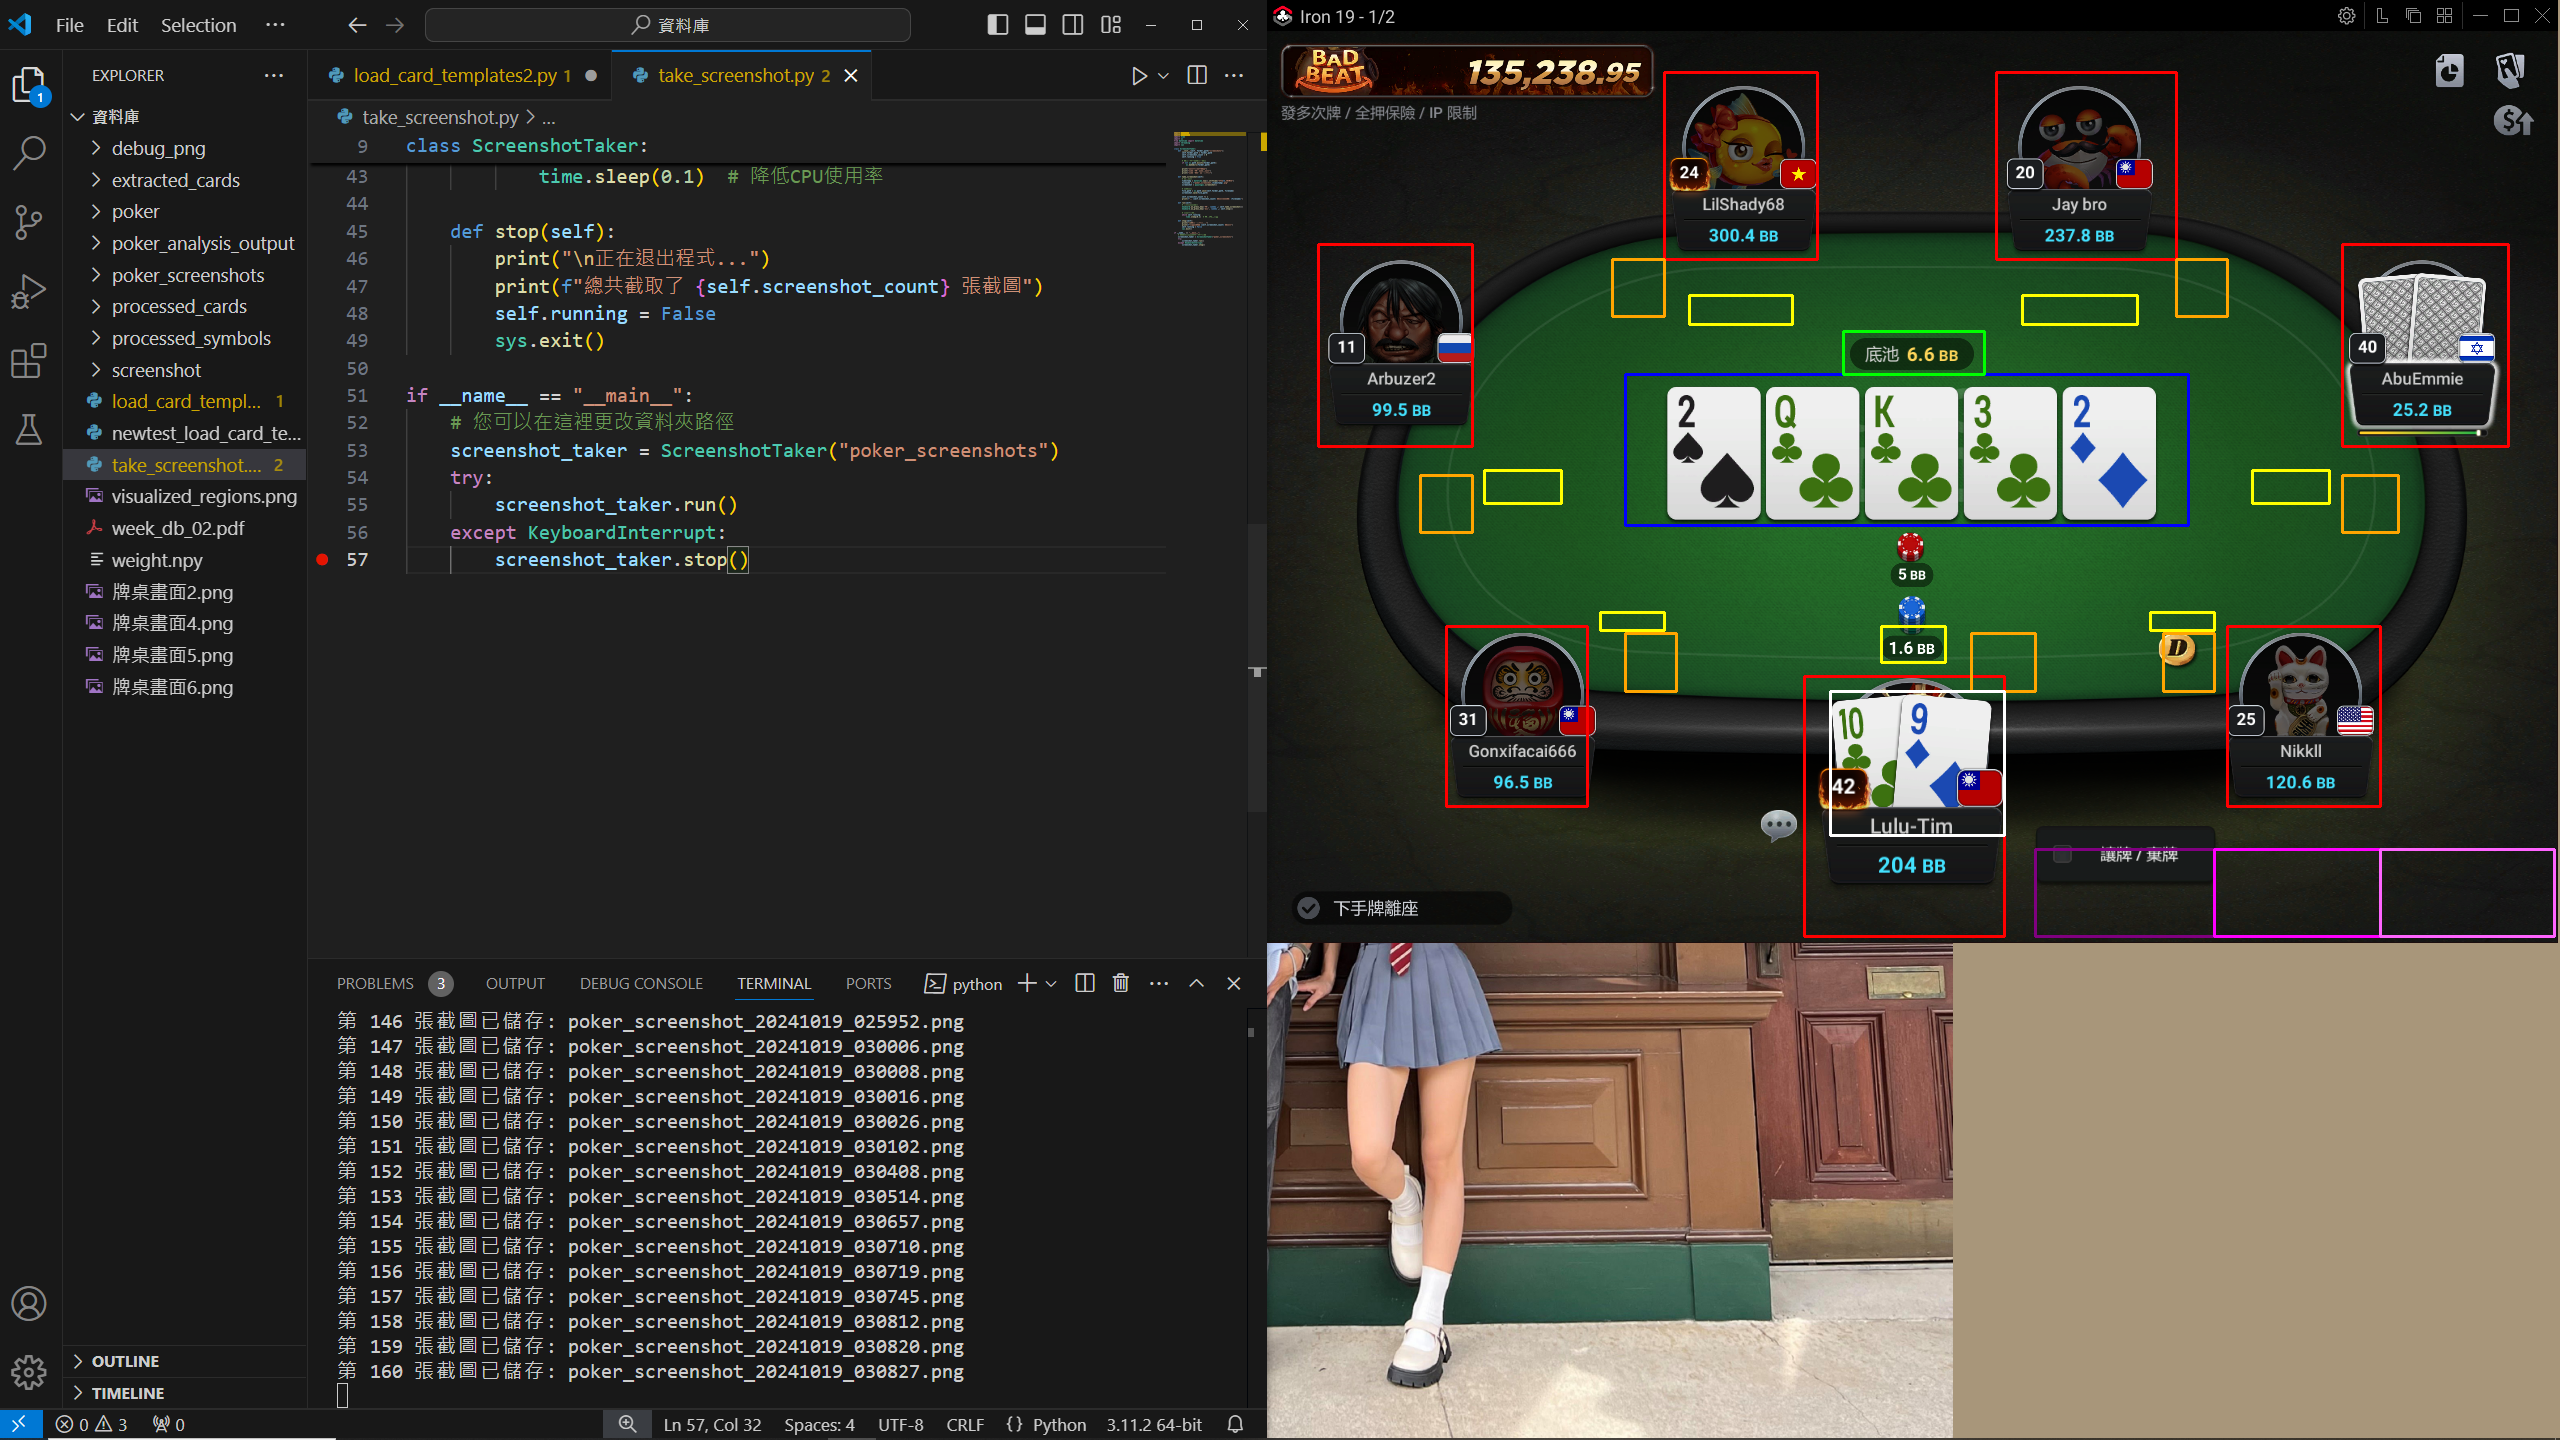 File Edit Selection ··· 資料庫
EXPLORER
資料庫
debug_png
extracted_cards
poker
poker_analysis_output
poker_screenshots
processed_cards
processed_symbols
screenshot
load_card_templ... 1
newtest_load_card_te...
take_screenshot.... 2
visualized_regions.png
week_db_02.pdf
weight.npy
牌桌畫面2.png
牌桌畫面4.png
牌桌畫面5.png
牌桌畫面6.png
OUTLINE
TIMELINE
1
load_card_templates2.py 1
take_screenshot.py 2
take_screenshot.py > ...
9 class ScreenshotTaker:
43 time.sleep(0.1) # 降低CPU使用率
44
45 def stop(self):
46 print("\n正在退出程式...")
47 print(f"總共截取了 {self.screenshot_count} 張截圖")
48 self.running = False
49 sys.exit()
50
51 if __name__ == "__main__":
52 # 您可以在這裡更改資料夾路徑
53 screenshot_taker = ScreenshotTaker("poker_screenshots")
54 try:
55 screenshot_taker.run()
56 except KeyboardInterrupt:
57 screenshot_taker.stop()
PROBLEMS 3 OUTPUT DEBUG CONSOLE TERMINAL PORTS python
第 146 張截圖已儲存: poker_screenshot_20241019_025952.png
第 147 張截圖已儲存: poker_screenshot_20241019_030006.png
第 148 張截圖已儲存: poker_screenshot_20241019_030008.png
第 149 張截圖已儲存: poker_screenshot_20241019_030016.png
第 150 張截圖已儲存: poker_screenshot_20241019_030026.png
第 151 張截圖已儲存: poker_screenshot_20241019_030102.png
第 152 張截圖已儲存: poker_screenshot_20241019_030408.png
第 153 張截圖已儲存: poker_screenshot_20241019_030514.png
第 154 張截圖已儲存: poker_screenshot_20241019_030657.png
第 155 張截圖已儲存: poker_screenshot_20241019_030710.png
第 156 張截圖已儲存: poker_screenshot_20241019_030719.png
第 157 張截圖已儲存: poker_screenshot_20241019_030745.png
第 158 張截圖已儲存: poker_screenshot_20241019_030812.png
第 159 張截圖已儲存: poker_screenshot_20241019_030820.png
第 160 張截圖已儲存: poker_screenshot_20241019_030827.png
0 3 0 Ln 57, Col 32 Spaces: 4 UTF-8 CRLF {} Python 3.11.2 64-bit
Iron 19 - 1/2
BAD BEAT 135,238.95
發多次牌 / 全押保險 / IP 限制
24
LilShady68
300.4 BB
20
Jay bro
237.8 BB
11
Arbuzer2
99.5 BB
40
AbuEmmie
25.2 BB
底池 6.6 BB
2 Q K 3 2
5 BB
1.6 BB
D
31
Gonxifacai666
96.5 BB
10 9
42
Lulu-Tim
204 BB
25
Nikkll
120.6 BB
讓牌 / 棄牌
下手牌離座